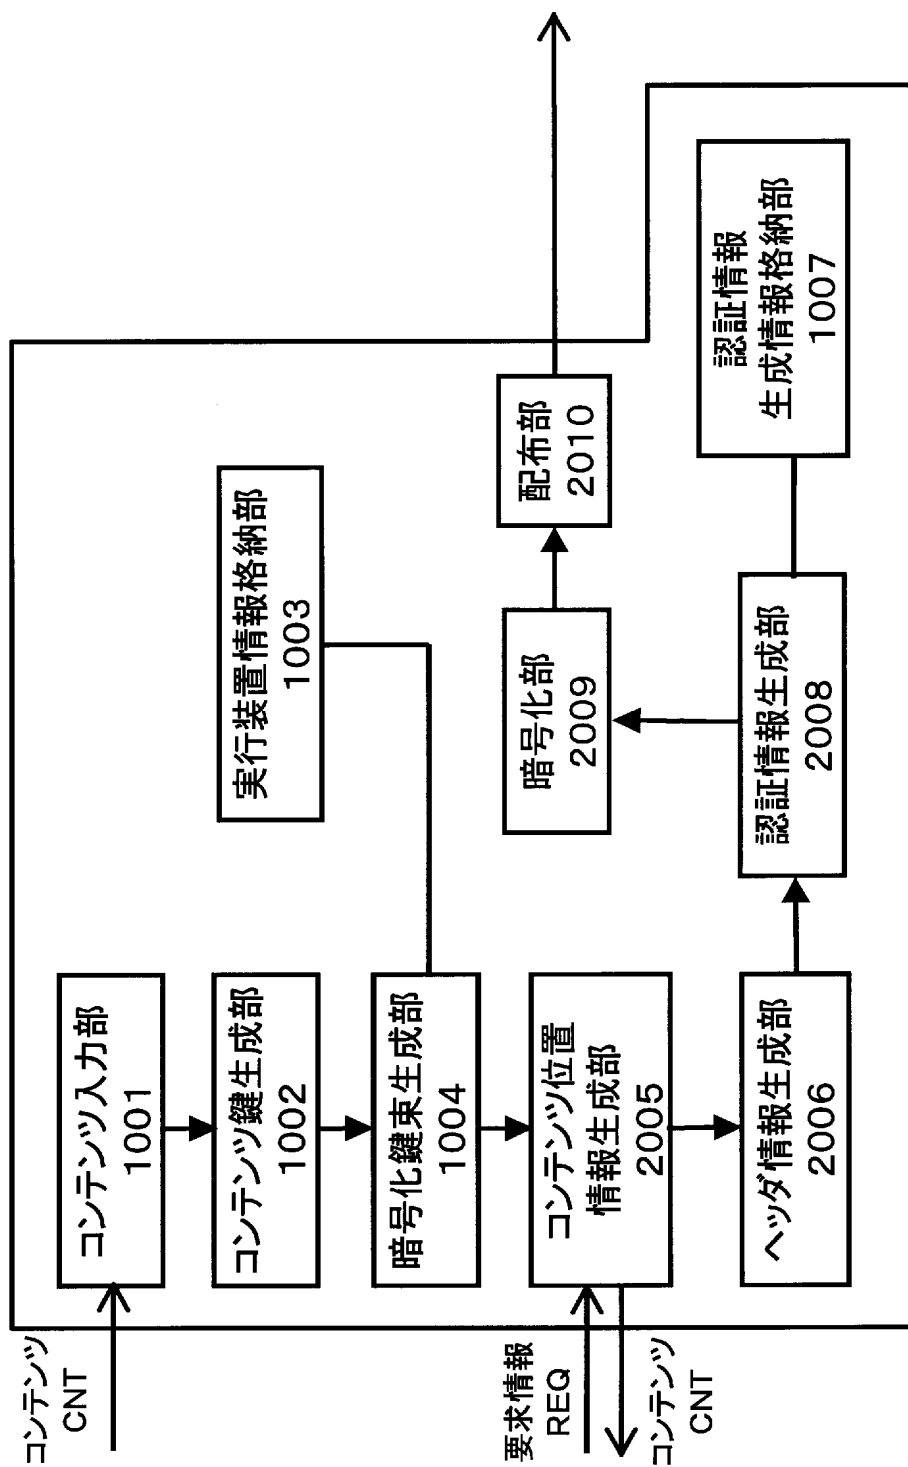 コンテンツ
CNT
コンテンツ入力部
1001
コンテンツ鍵生成部
1002
暗号化鍵束生成部
1004
実行装置情報格納部
1003
要求情報
REQ
コンテンツ
CNT
コンテンツ位置
情報生成部
2005
ヘッダ情報生成部
2006
認証情報生成部
2008
認証情報
生成情報格納部
1007
暗号化部
2009
配布部
2010